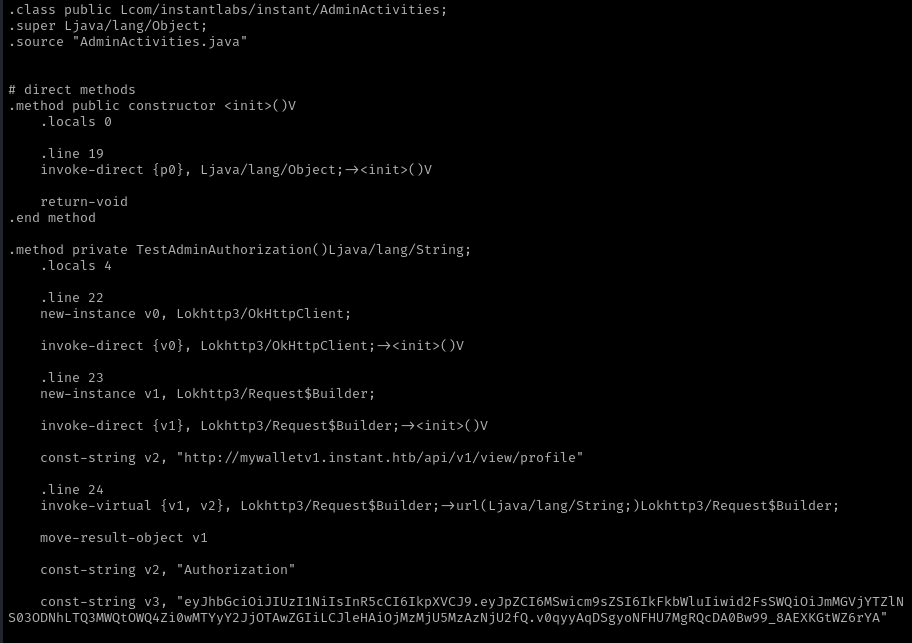 .class public Lcom/instantlabs/instant/AdminActivities;
.super Ljava/lang/Object;
.source "AdminActivities.java"
# direct methods
.method public constructor <init>()V
.locals 0
.line 19
invoke-direct {p0}, Ljava/lang/Object;-><init>()V
return-void
.end method
.method private TestAdminAuthorization()Ljava/lang/String;
.locals 4
.line 22
new-instance v0, Lokhttp3/OkHttpClient;
invoke-direct {v0}, Lokhttp3/OkHttpClient;-><init>()V
.line 23
new-instance v1, Lokhttp3/Request$Builder;
invoke-direct {v1}, Lokhttp3/Request$Builder;-><init>()V
const-string v2, "http://mywalletv1.instant.htb/api/v1/view/profile"
.line 24
invoke-virtual {v1, v2}, Lokhttp3/Request$Builder;->url(Ljava/lang/String;)Lokhttp3/Request$Builder;
move-result-object v1
const-string v2, "Authorization"
const-string v3, "eyJhbGciOiJIUzI1NiIsInR5cCI6IkpXVCJ9.eyJpZCI6MSwicm9sZSI6IkFkbWluIiwid2FsSWQiOiJmMGVjYTZlN
S03ODNhLTQ3MWQtOWQ4Zi0wMTYyY2JjOTAwZGIiLCJleHAiOjMzMjU5MzAzNjU2fQ.v0qyyAqDSgyoNFHU7MgRQcDA0Bw99_8AEXKGtWZ6rYA"